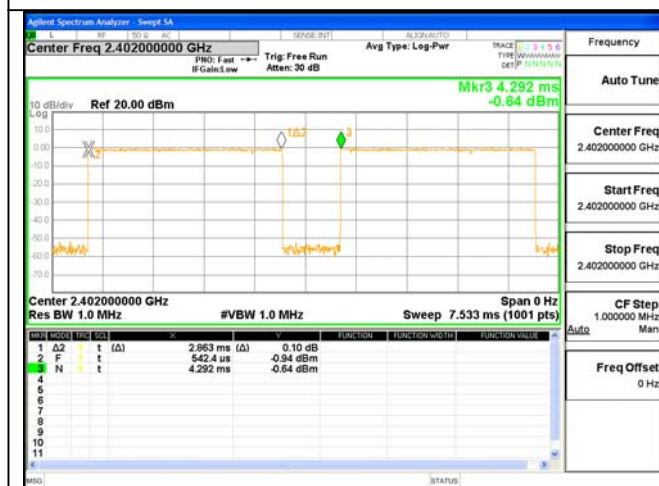 Agilent Spectrum Analyzer - Swept SA
L RF 50 Ω AC SENSE:INT ALIGNAUTO
Center Freq 2.402000000 GHz
PNO: Fast
IFGain:Low
Trig: Free Run
Atten: 30 dB
Avg Type: Log-Pwr
TRACE 1 2 3 4 5 6
TYPE
DET P N N N N N
Mkr3 4.292 ms
-0.64 dBm
10 dB/div Ref 20.00 dBm
Log
10.0
0.00
-10.0
-20.0
-30.0
-40.0
-50.0
-60.0
-70.0
2
1Δ2
3
Center 2.402000000 GHz
Span 0 Hz
Res BW 1.0 MHz
#VBW 1.0 MHz
Sweep 7.533 ms (1001 pts)
MKR MODE TRC SCL X Y FUNCTION FUNCTION WIDTH FUNCTION VALUE
1 Δ2 1 t (Δ) 2.863 ms (Δ) 0.10 dB
2 F 1 t 542.4 us -0.94 dBm
3 N 1 t 4.292 ms -0.64 dBm
4
5
6
7
8
9
10
11
MSG
STATUS
Frequency
Auto Tune
Center Freq
2.402000000 GHz
Start Freq
2.402000000 GHz
Stop Freq
2.402000000 GHz
CF Step
1.000000 MHz
Auto Man
Freq Offset
0 Hz